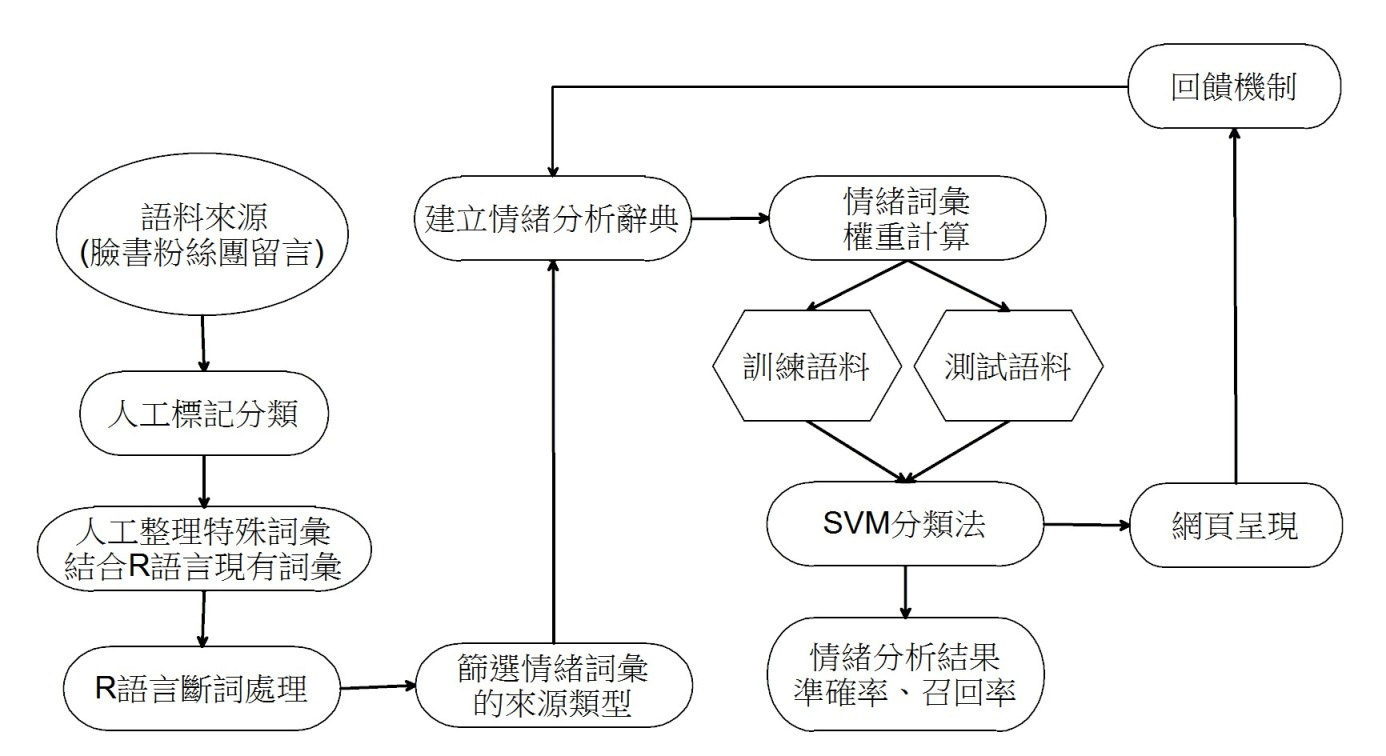 語料來源
(臉書粉絲團留言)
人工標記分類
人工整理特殊詞彙
結合R語言現有詞彙
R語言斷詞處理
篩選情緒詞彙
的來源類型
建立情緒分析辭典
情緒詞彙
權重計算
訓練語料
測試語料
SVM分類法
情緒分析結果
準確率、召回率
網頁呈現
回饋機制